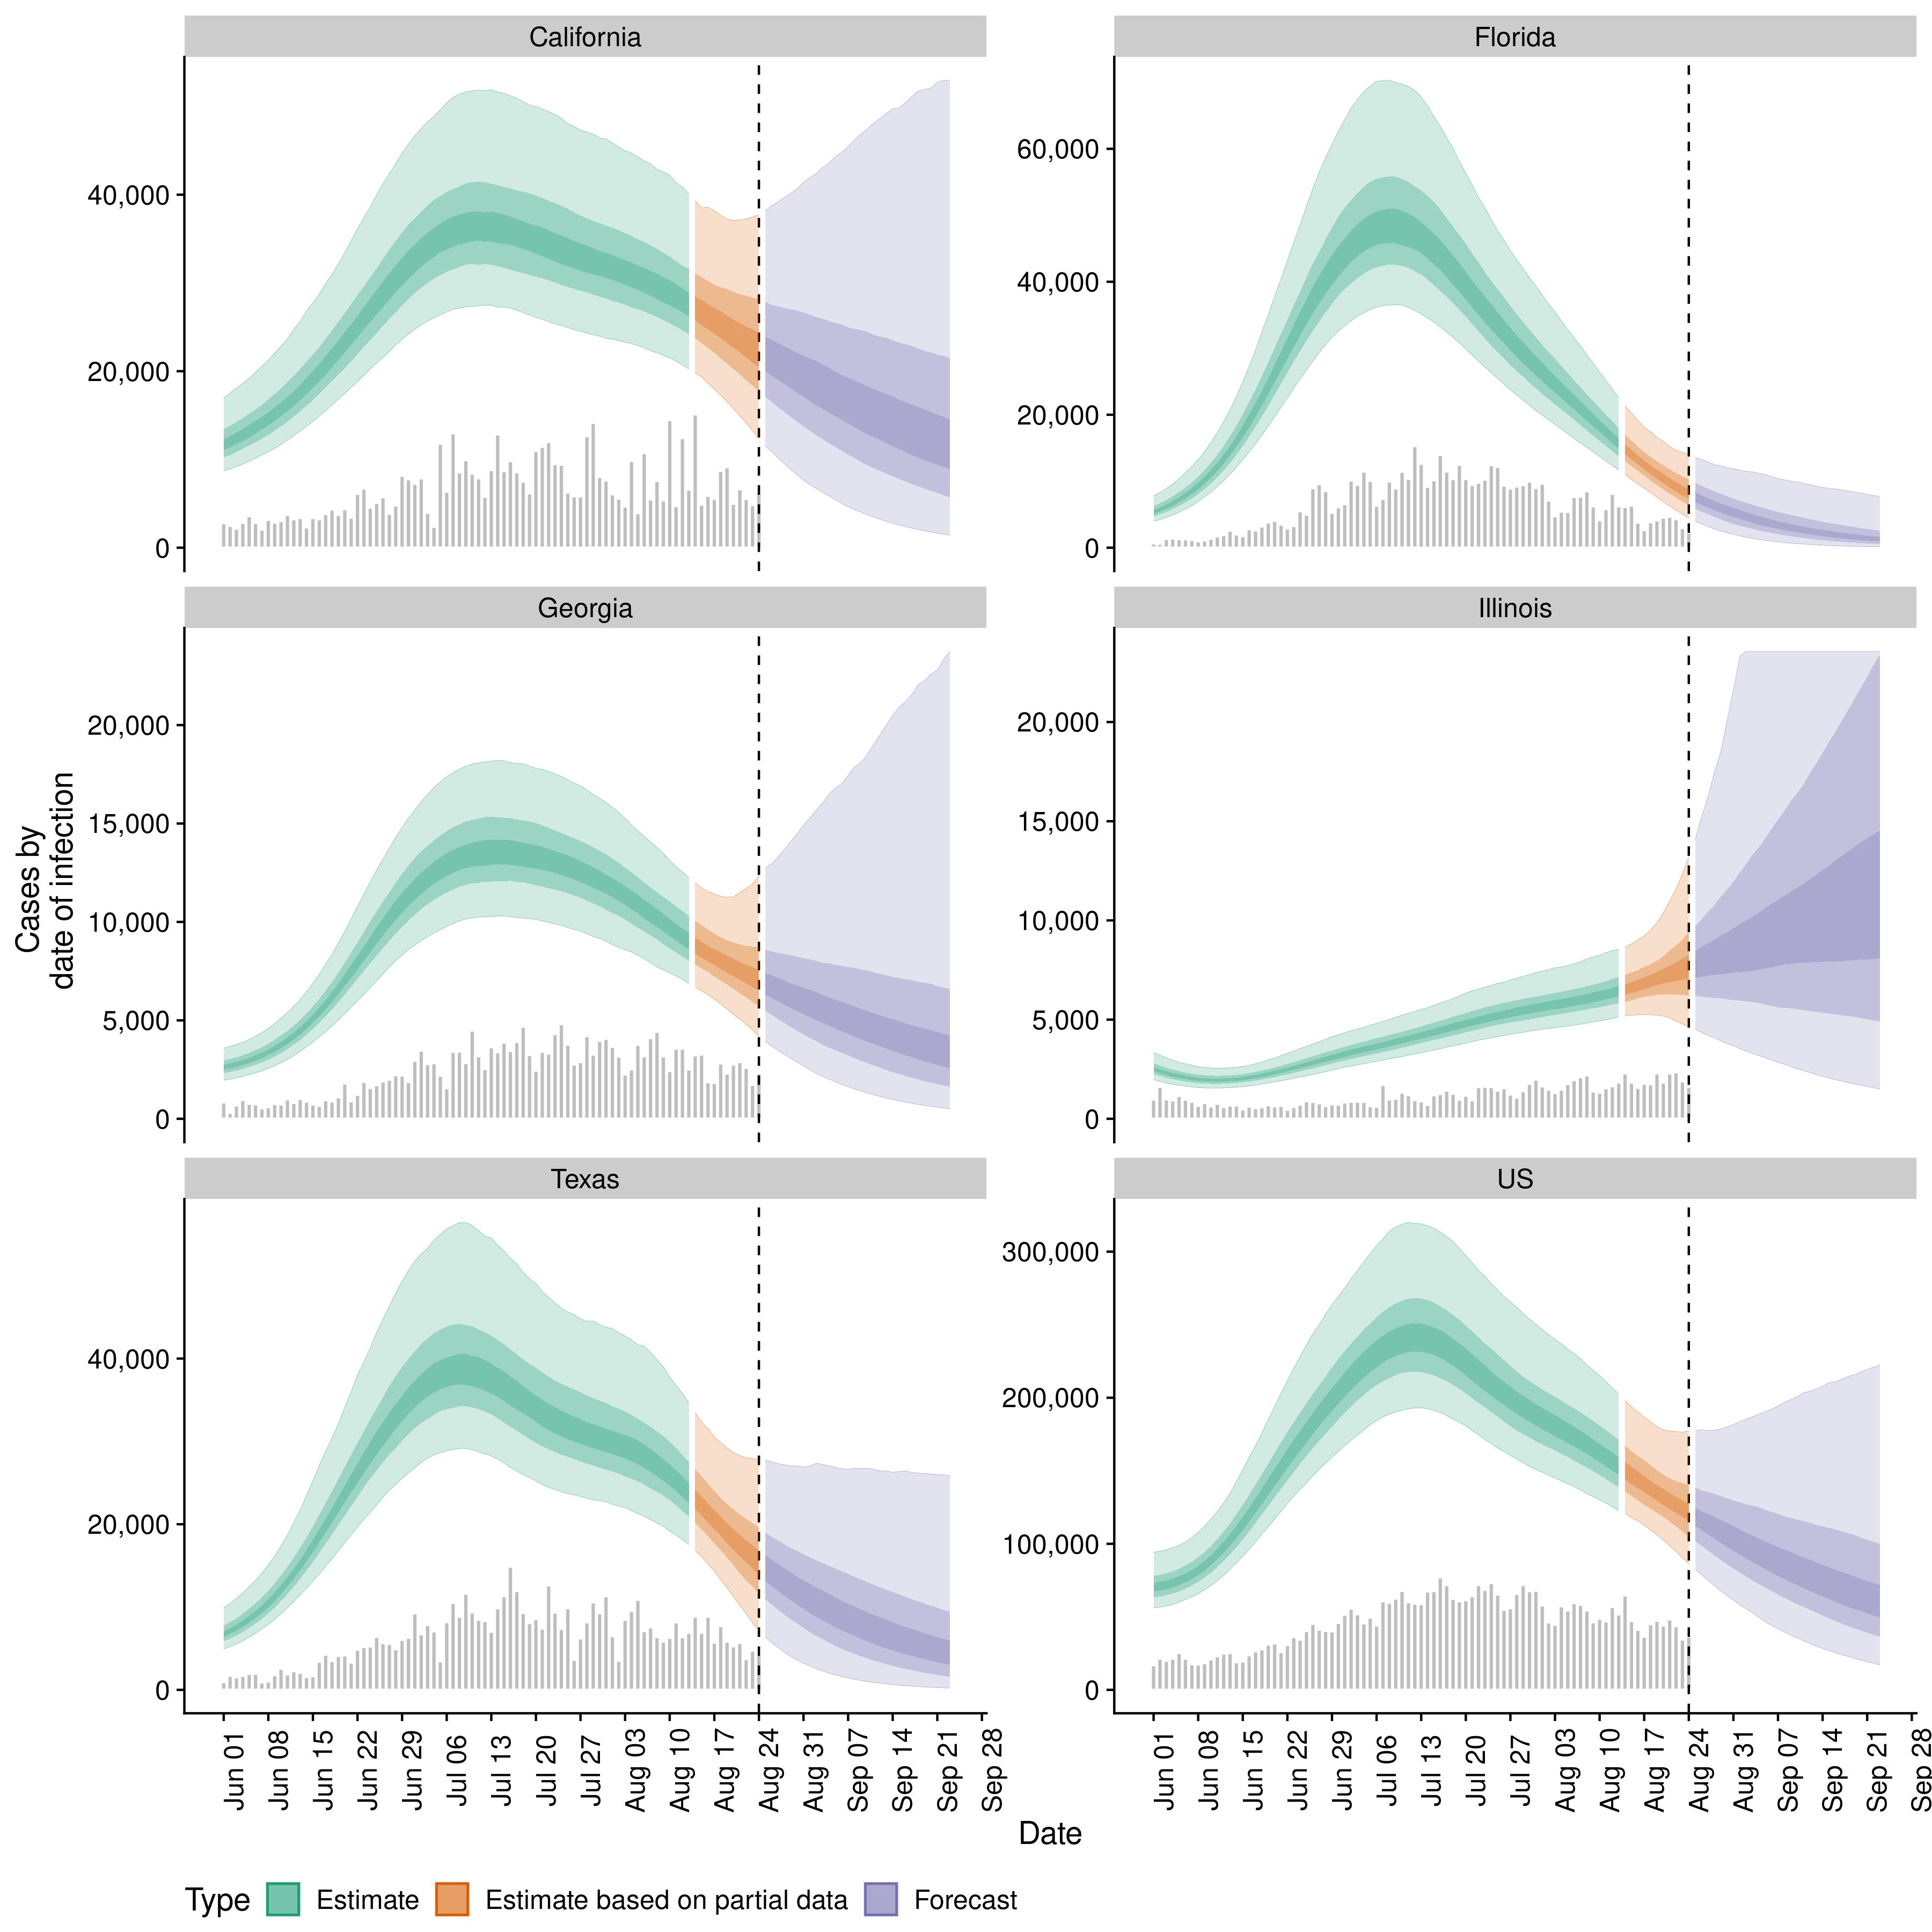 California
Florida
40,000
20,000
0
60,000
40,000
20,000
0
Georgia
Illinois
20,000
15,000
10,000
5,000
0
20,000
15,000
10,000
5,000
0
Texas
US
40,000
20,000
0
300,000
200,000
100,000
0
Cases by
date of infection
Jun 01
Jun 08
Jun 15
Jun 22
Jun 29
Jul 06
Jul 13
Jul 20
Jul 27
Aug 03
Aug 10
Aug 17
Aug 24
Aug 31
Sep 07
Sep 14
Sep 21
Sep 28
Jun 01
Jun 08
Jun 15
Jun 22
Jun 29
Jul 06
Jul 13
Jul 20
Jul 27
Aug 03
Aug 10
Aug 17
Aug 24
Aug 31
Sep 07
Sep 14
Sep 21
Sep 28
Date
Type Estimate Estimate based on partial data Forecast